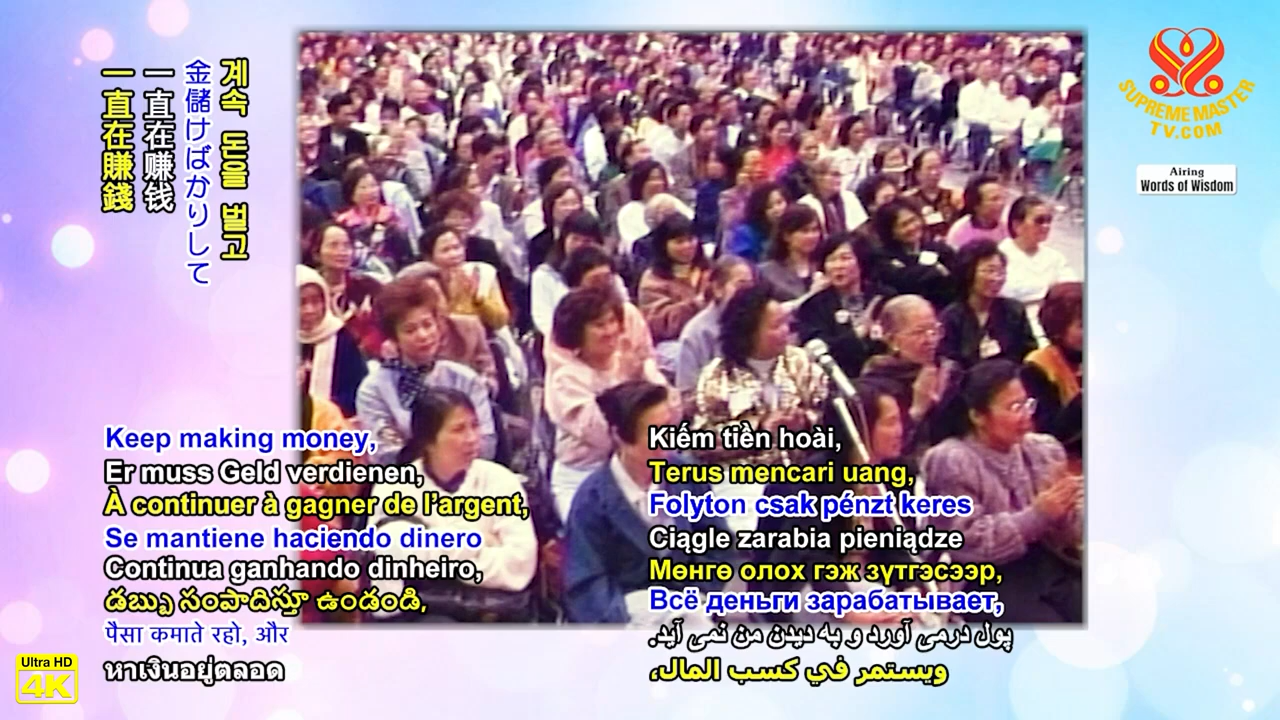 계속 돈을 벌고
金儲けばかりして
一直在赚钱
一直在賺錢
SUPREME MASTER
TV.COM
Airing
Words of Wisdom
Keep making money,
Er muss Geld verdienen,
À continuer à gagner de l’argent,
Se mantiene haciendo dinero
Continua ganhando dinheiro,
డబ్బు సంపాదిస్తూ ఉండండి,
पैसा कमाते रहो, और
หาเงินอยู่ตลอด
Kiếm tiền hoài,
Terus mencari uang,
Folyton csak pénzt keres
Ciągle zarabia pieniądze
Мөнгө олох гэж зүтгэсээр,
Всё деньги зарабатывает,
پول درمی آورد و به دیدن من نمی آید.
ويستمر في كسب المال،
Ultra HD
4K